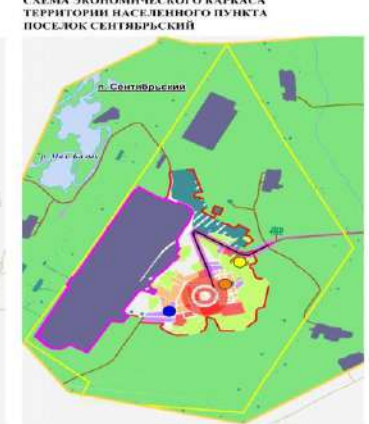 СХЕМА ЭКОНОМИЧЕСКОГО КАРКАСА
ТЕРРИТОРИИ НАСЕЛЕННОГО ПУНКТА
ПОСЕЛОК СЕНТЯБРЬСКИЙ
п. Сентябрьский